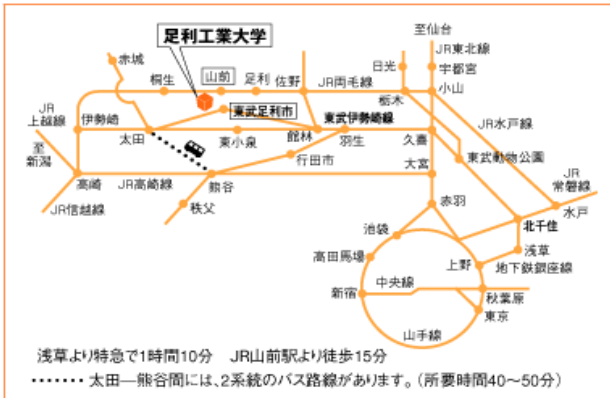 足利工業大学
至仙台
赤城
日光
JR東北線
宇都宮
桐生
山前
足利
佐野
JR両毛線
小山
栃木
JR
上越線
伊勢崎
東武足利市
東武伊勢崎線
JR水戸線
太田
東小泉
館林
羽生
久喜
至
新潟
行田市
東武動物公園
大宮
JR
常磐線
高崎
JR高崎線
熊谷
JR信越線
秩父
赤羽
水戸
池袋
北千住
高田馬場
上野
浅草
地下鉄銀座線
新宿
中央線
秋葉原
東京
山手線
浅草より特急で1時間10分 JR山前駅より徒歩15分
‥‥‥‥ 太田―熊谷間には、2系統のバス路線があります。(所要時間40〜50分)